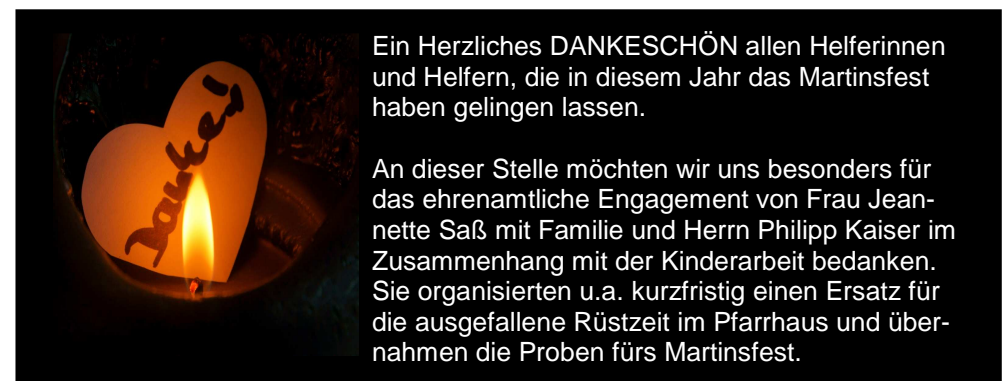 Danke!
Ein Herzliches DANKESCHÖN allen Helferinnen
und Helfern, die in diesem Jahr das Martinsfest
haben gelingen lassen.
An dieser Stelle möchten wir uns besonders für
das ehrenamtliche Engagement von Frau Jean-
nette Saß mit Familie und Herrn Philipp Kaiser im
Zusammenhang mit der Kinderarbeit bedanken.
Sie organisierten u.a. kurzfristig einen Ersatz für
die ausgefallene Rüstzeit im Pfarrhaus und über-
nahmen die Proben fürs Martinsfest.